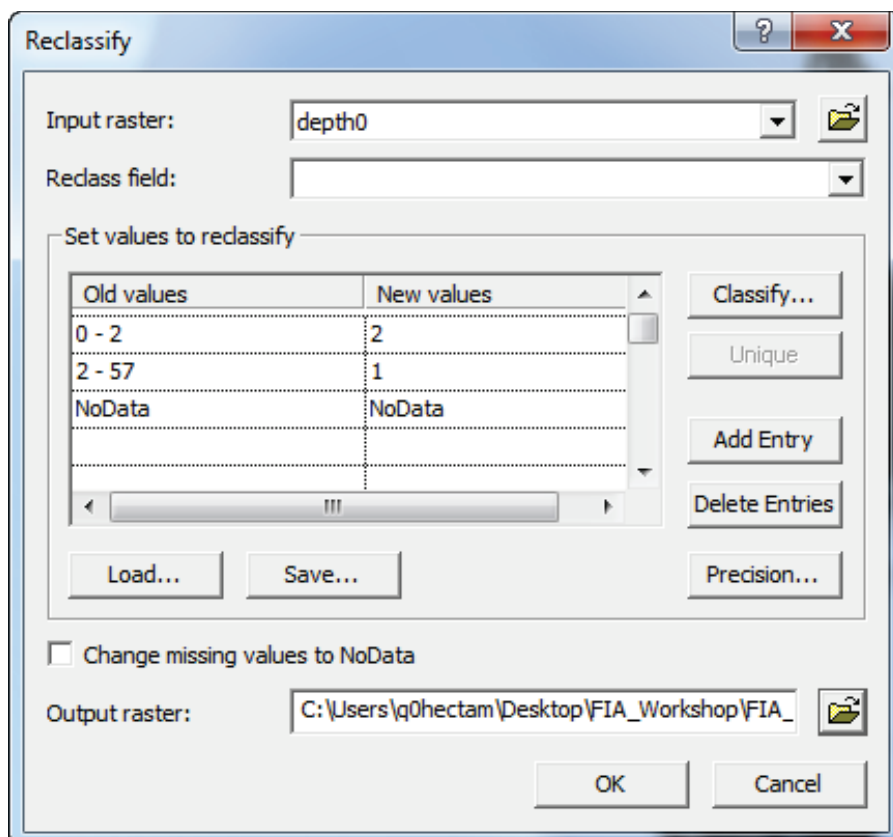 Reclassify
Input raster: depth0
Reclass field:
Set values to reclassify
Old values New values
0 - 2 2
2 - 57 1
NoData NoData
Classify...
Unique
Add Entry
Delete Entries
Load... Save... Precision...
Change missing values to NoData
Output raster: C:\Users\q0hectam\Desktop\FIA_Workshop\FIA_
OK Cancel